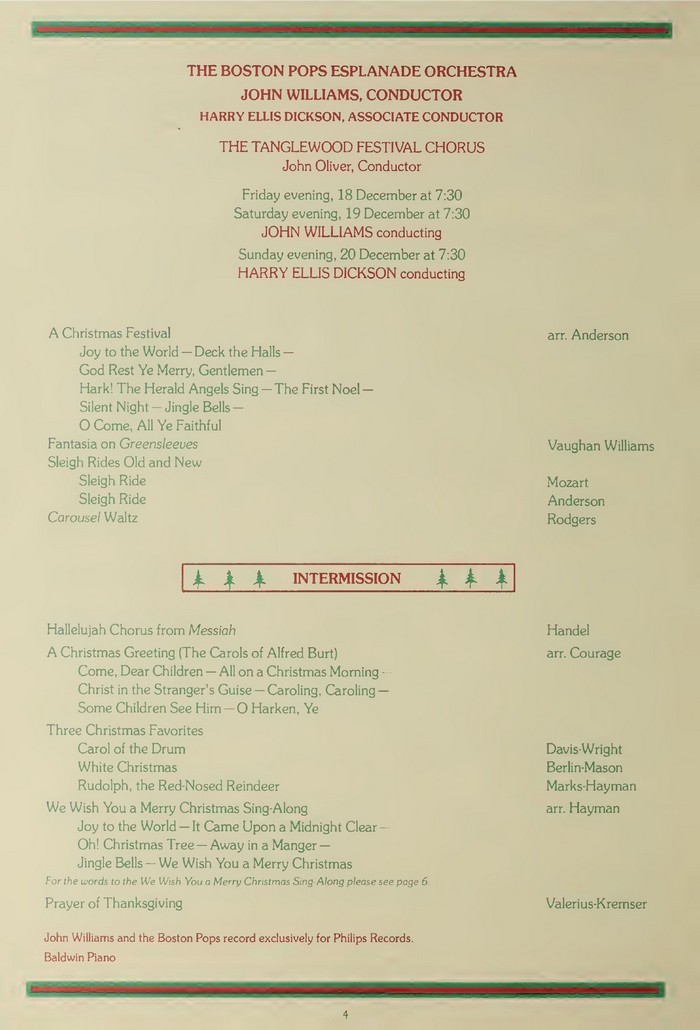 THE BOSTON POPS ESPLANADE ORCHESTRA
JOHN WILLIAMS, CONDUCTOR
HARRY ELLIS DICKSON, ASSOCIATE CONDUCTOR
THE TANGLEWOOD FESTIVAL CHORUS
John Oliver, Conductor
Friday evening, 18 December at 7:30
Saturday evening, 19 December at 7:30
JOHN WILLIAMS conducting
Sunday evening, 20 December at 7:30
HARRY ELLIS DICKSON conducting
A Christmas Festival arr. Anderson
Joy to the World — Deck the Halls —
God Rest Ye Merry, Gentlemen —
Hark! The Herald Angels Sing — The First Noel —
Silent Night — Jingle Bells —
O Come, All Ye Faithful
Fantasia on Greensleeves Vaughan Williams
Sleigh Rides Old and New
Sleigh Ride Mozart
Sleigh Ride Anderson
Carousel Waltz Rodgers
INTERMISSION
Hallelujah Chorus from Messiah Handel
A Christmas Greeting (The Carols of Alfred Burt) arr. Courage
Come, Dear Children — All on a Christmas Morning —
Christ in the Stranger's Guise — Caroling, Caroling —
Some Children See Him — O Harken, Ye
Three Christmas Favorites
Carol of the Drum Davis-Wright
White Christmas Berlin-Mason
Rudolph, the Red-Nosed Reindeer Marks-Hayman
We Wish You a Merry Christmas Sing-Along arr. Hayman
Joy to the World — It Came Upon a Midnight Clear —
Oh! Christmas Tree — Away in a Manger —
Jingle Bells — We Wish You a Merry Christmas
For the words to the We Wish You a Merry Christmas Sing-Along please see page 6.
Prayer of Thanksgiving Valerius-Kremser
John Williams and the Boston Pops record exclusively for Philips Records.
Baldwin Piano
4